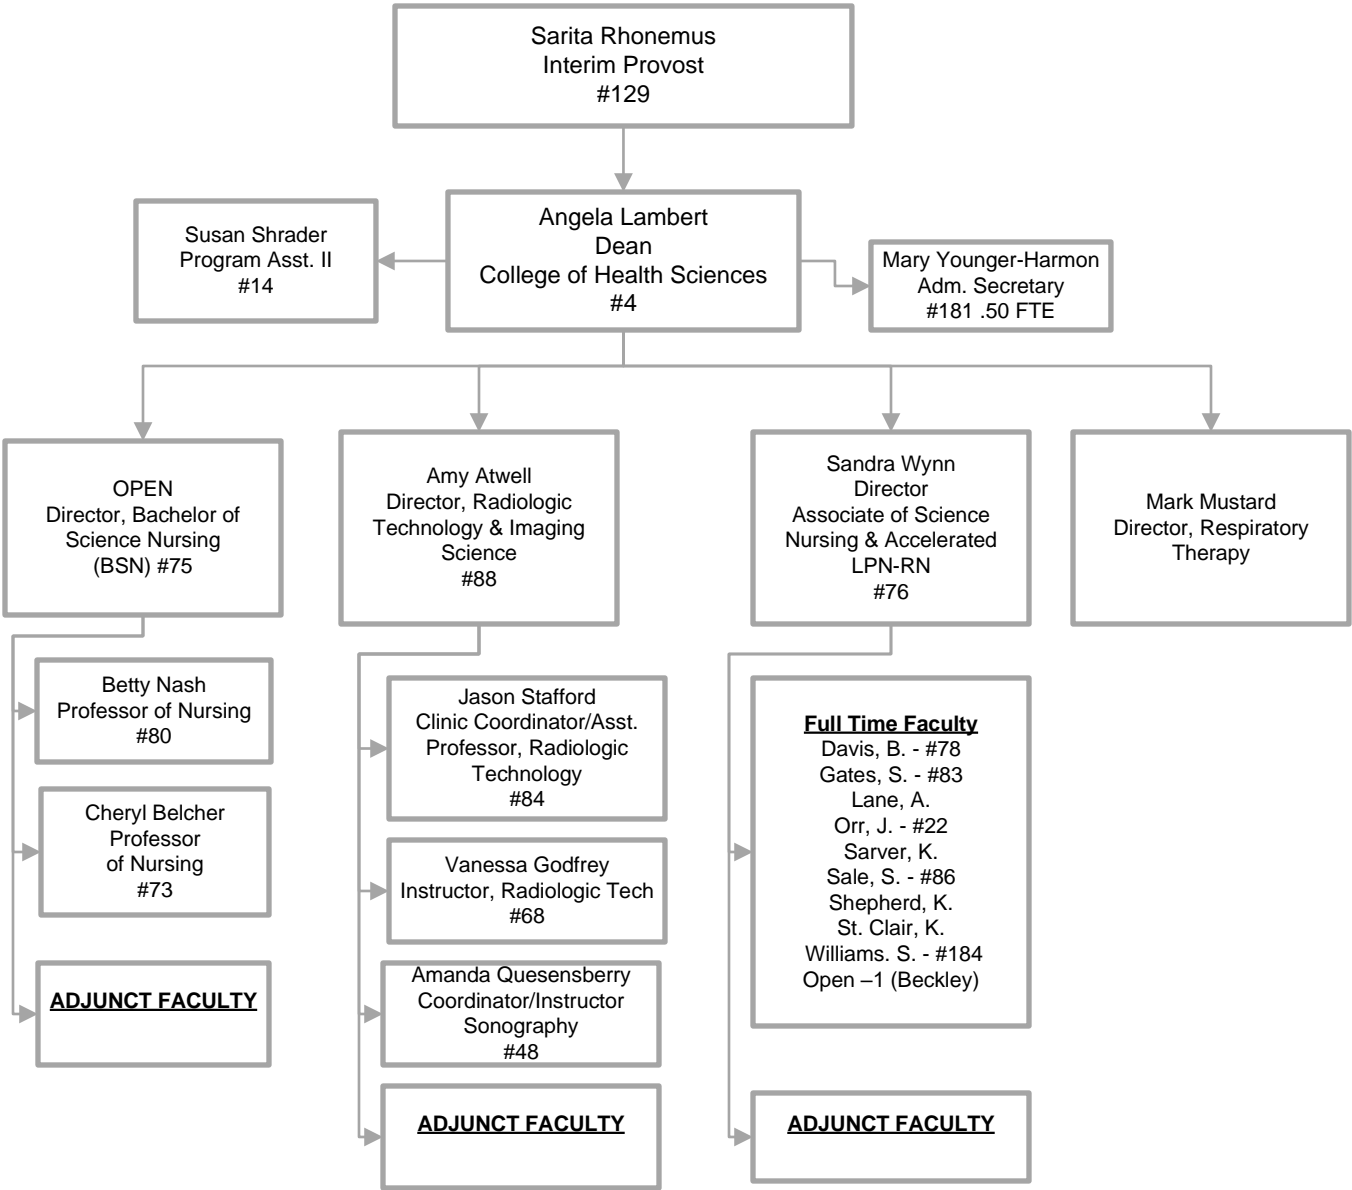 Sarita Rhonemus
Interim Provost
#129
Angela Lambert
Dean
College of Health Sciences
#4
Susan Shrader
Program Asst. II
#14
Mary Younger-Harmon
Adm. Secretary
#181 .50 FTE
OPEN
Director, Bachelor of
Science Nursing
(BSN) #75
Amy Atwell
Director, Radiologic
Technology & Imaging
Science
#88
Sandra Wynn
Director
Associate of Science
Nursing & Accelerated
LPN-RN
#76
Mark Mustard
Director, Respiratory
Therapy
Betty Nash
Professor of Nursing
#80
Cheryl Belcher
Professor
of Nursing
#73
ADJUNCT FACULTY
Jason Stafford
Clinic Coordinator/Asst.
Professor, Radiologic
Technology
#84
Vanessa Godfrey
Instructor, Radiologic Tech
#68
Amanda Quesensberry
Coordinator/Instructor
Sonography
#48
ADJUNCT FACULTY
Full Time Faculty
Davis, B. - #78
Gates, S. - #83
Lane, A.
Orr, J. - #22
Sarver, K.
Sale, S. - #86
Shepherd, K.
St. Clair, K.
Williams. S. - #184
Open –1 (Beckley)
ADJUNCT FACULTY